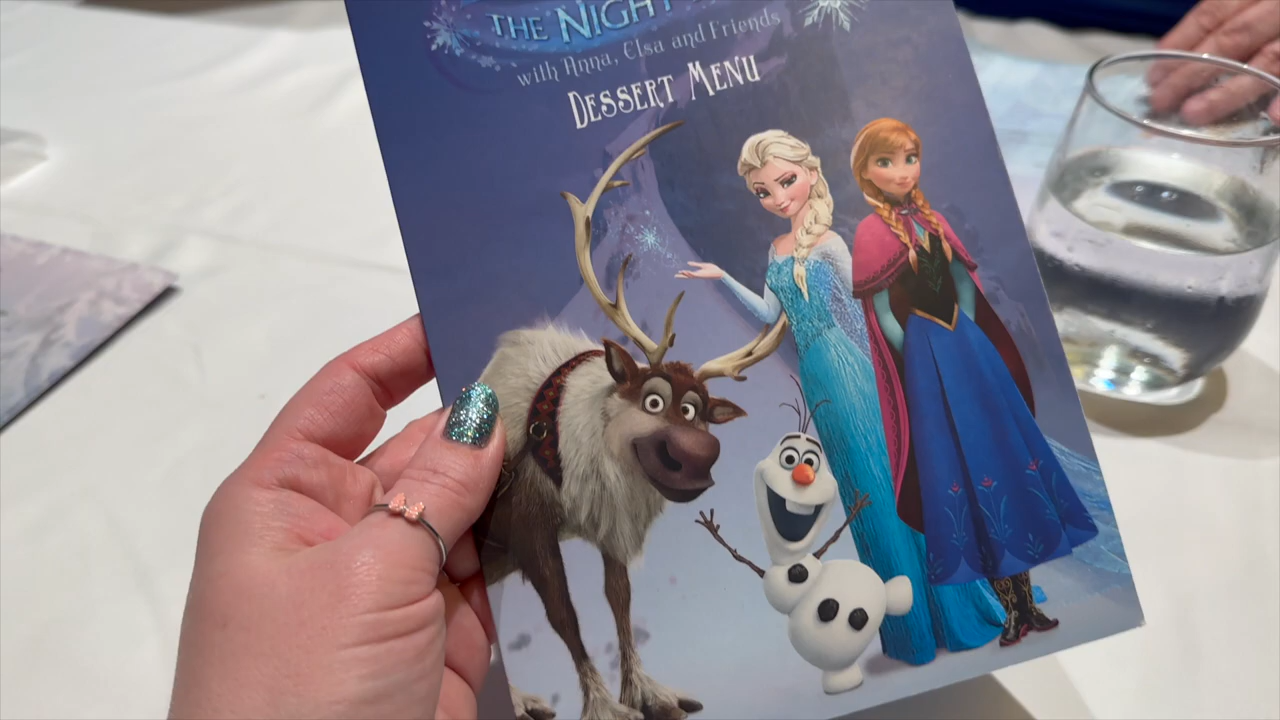 THE NIGHT
with Anna, Elsa and Friends
DESSERT MENU